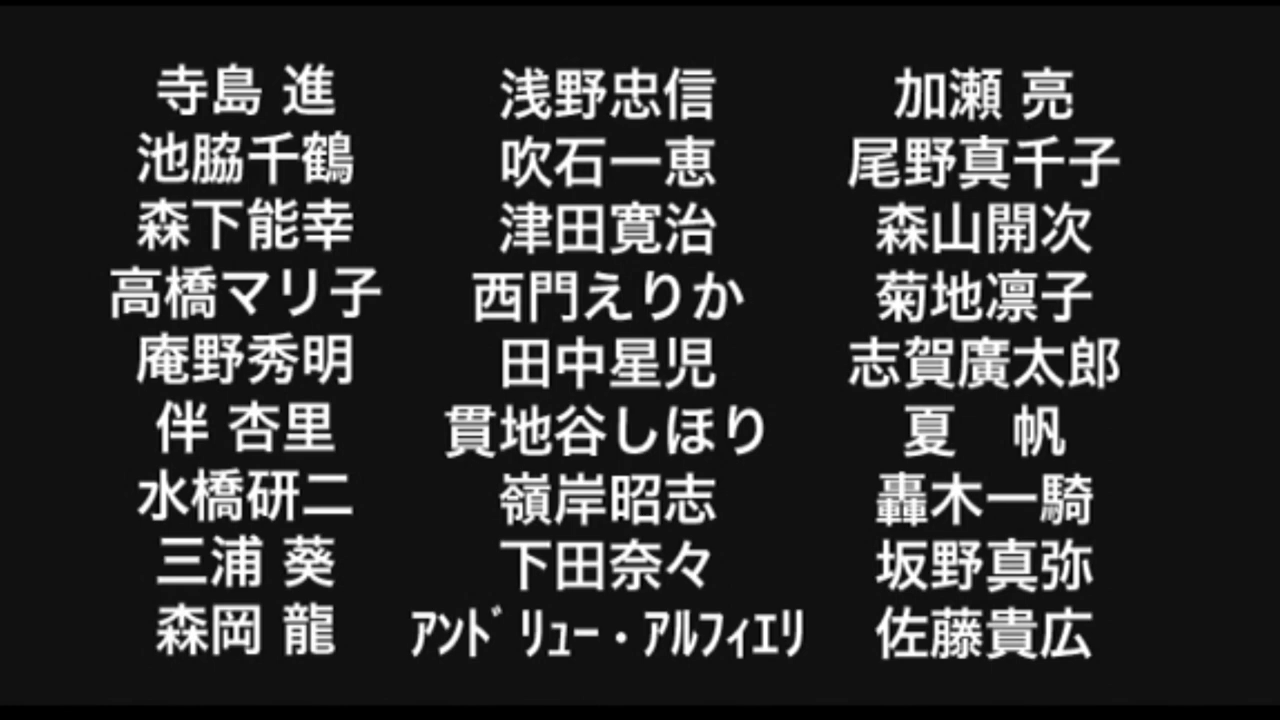 寺島 進 浅野忠信 加瀬 亮
池脇千鶴 吹石一恵 尾野真千子
森下能幸 津田寛治 森山開次
高橋マリ子 西門えりか 菊地凛子
庵野秀明 田中星児 志賀廣太郎
伴 杏里 貫地谷しほり 夏　帆
水橋研二 嶺岸昭志 轟木一騎
三浦 葵 下田奈々 坂野真弥
森岡 龍 ｱﾝﾄﾞﾘｭｰ・ｱﾙﾌｨｴﾘ 佐藤貴広